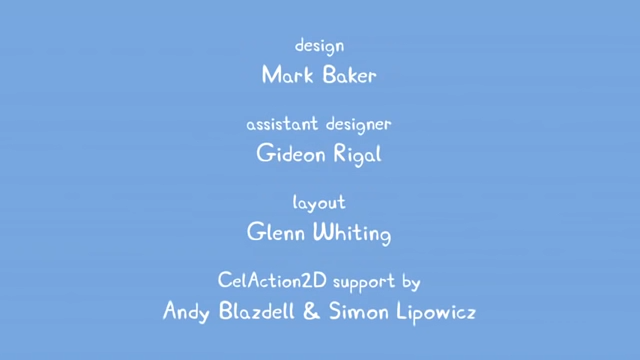 design
Mark Baker
assistant designer
Gideon Rigal
layout
Glenn Whiting
CelAction2D support by
Andy Blazdell & Simon Lipowicz